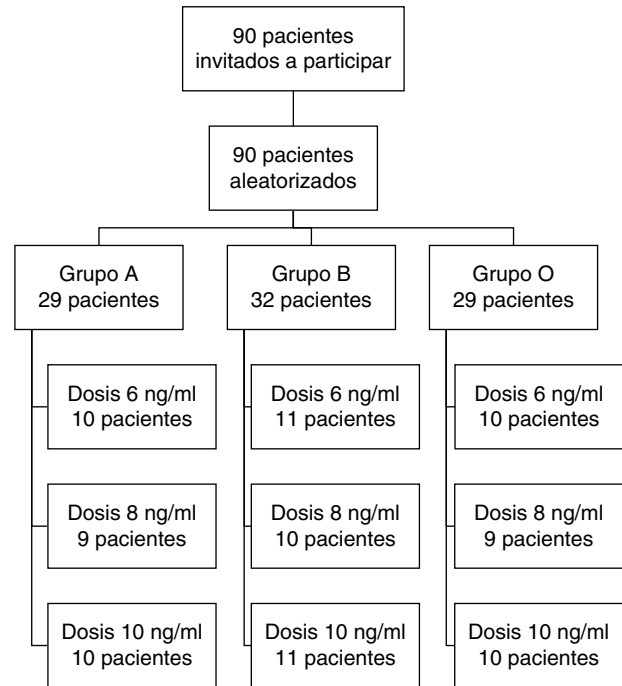 90 pacientes
invitados a participar
90 pacientes
aleatorizados
Grupo A
29 pacientes
Grupo B
32 pacientes
Grupo O
29 pacientes
Dosis 6 ng/ml
10 pacientes
Dosis 6 ng/ml
11 pacientes
Dosis 6 ng/ml
10 pacientes
Dosis 8 ng/ml
9 pacientes
Dosis 8 ng/ml
10 pacientes
Dosis 8 ng/ml
9 pacientes
Dosis 10 ng/ml
10 pacientes
Dosis 10 ng/ml
11 pacientes
Dosis 10 ng/ml
10 pacientes